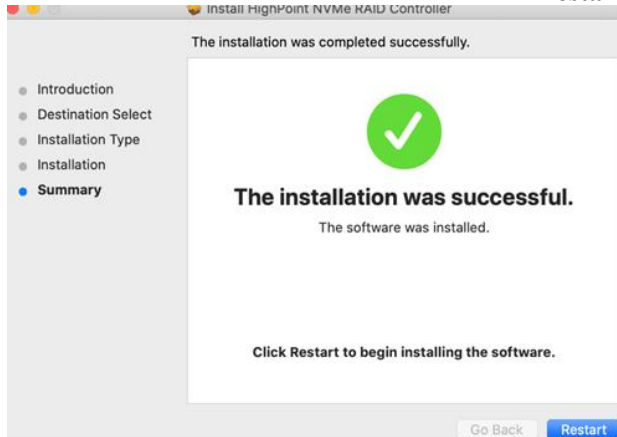 Install HighPoint NVMe RAID Controller
The installation was completed successfully.
Introduction
Destination Select
Installation Type
Installation
Summary
The installation was successful.
The software was installed.
Click Restart to begin installing the software.
Go Back
Restart